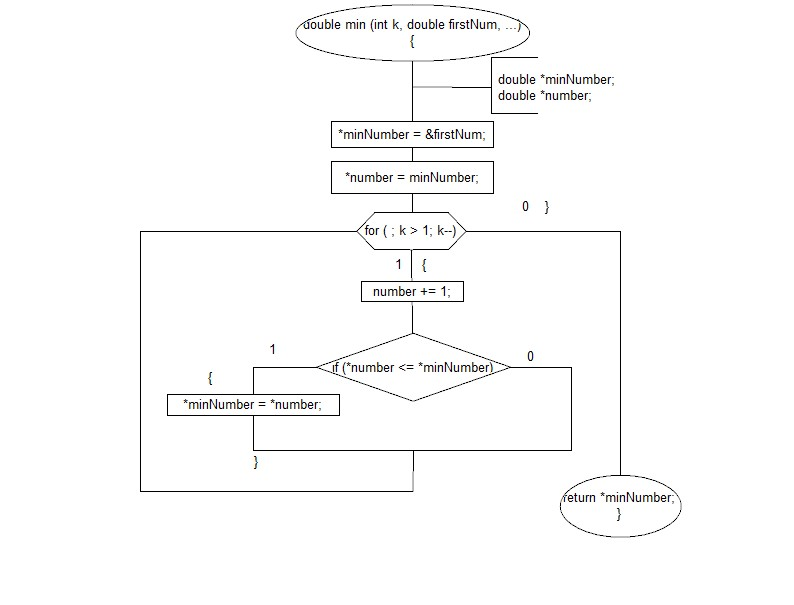 double min (int k, double firstNum, ...)
{
double *minNumber;
double *number;
*minNumber = &firstNum;
*number = minNumber;
0 }
for ( ; k > 1; k--)
1 {
number += 1;
1
0
if (*number <= *minNumber)
{
*minNumber = *number;
}
return *minNumber;
}